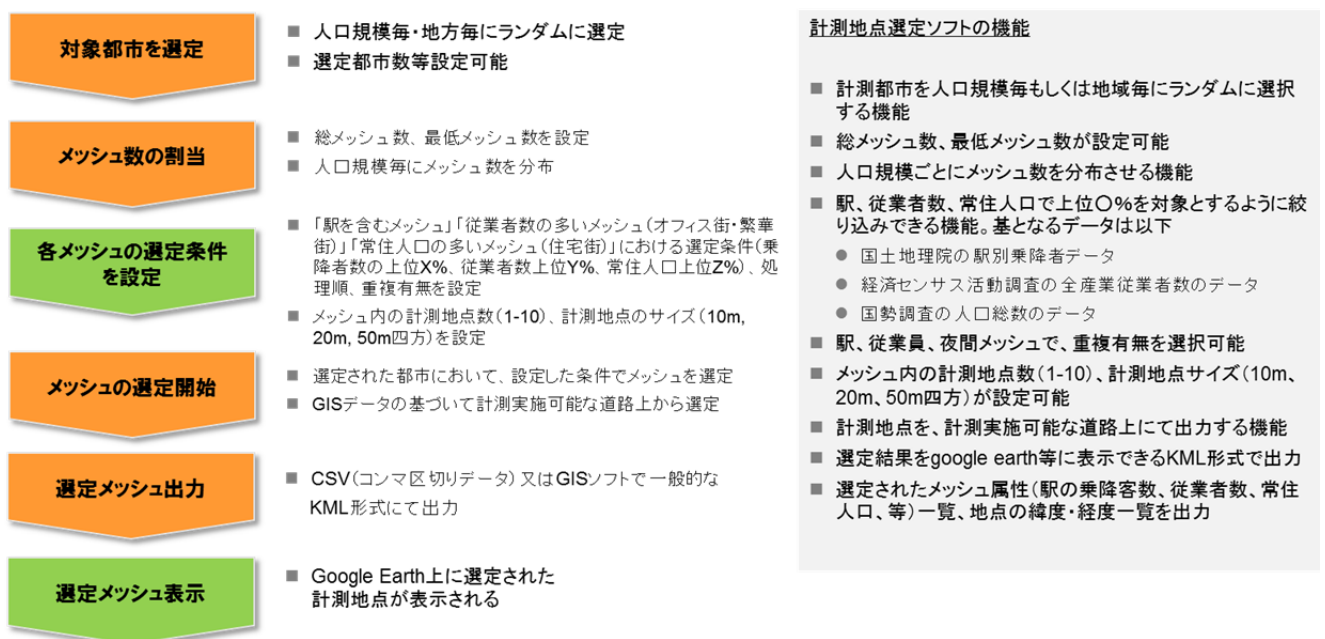 対象都市を選定
■ 人口規模毎・地方毎にランダムに選定
■ 選定都市数等設定可能
メッシュ数の割当
■ 総メッシュ数、最低メッシュ数を設定
■ 人口規模毎にメッシュ数を分布
各メッシュの選定条件
を設定
■ 「駅を含むメッシュ」「従業者数の多いメッシュ(オフィス街・繁華
街)」「常住人口の多いメッシュ(住宅街)」における選定条件(乗
降者数の上位X%、従業者数上位Y%、常住人口上位Z%)、処
理順、重複有無を設定
■ メッシュ内の計測地点数(1-10)、計測地点のサイズ(10m,
20m, 50m四方)を設定
メッシュの選定開始
■ 選定された都市において、設定した条件でメッシュを選定
■ GISデータの基づいて計測実施可能な道路上から選定
選定メッシュ出力
■ CSV(コンマ区切りデータ)又はGISソフトで一般的な
KML形式にて出力
選定メッシュ表示
■ Google Earth上に選定された
計測地点が表示される
計測地点選定ソフトの機能
■ 計測都市を人口規模毎もしくは地域毎にランダムに選択
する機能
■ 総メッシュ数、最低メッシュ数が設定可能
■ 人口規模ごとにメッシュ数を分布させる機能
■ 駅、従業者数、常住人口で上位〇%を対象とするように絞
り込みできる機能。基となるデータは以下
● 国土地理院の駅別乗降者データ
● 経済センサス活動調査の全産業従業者数のデータ
● 国勢調査の人口総数のデータ
■ 駅、従業員、夜間メッシュで、重複有無を選択可能
■ メッシュ内の計測地点数(1-10)、計測地点サイズ(10m、
20m、50m四方)が設定可能
■ 計測地点を、計測実施可能な道路上にて出力する機能
■ 選定結果をgoogle earth等に表示できるKML形式で出力
■ 選定されたメッシュ属性(駅の乗降客数、従業者数、常住
人口、等)一覧、地点の緯度・経度一覧を出力